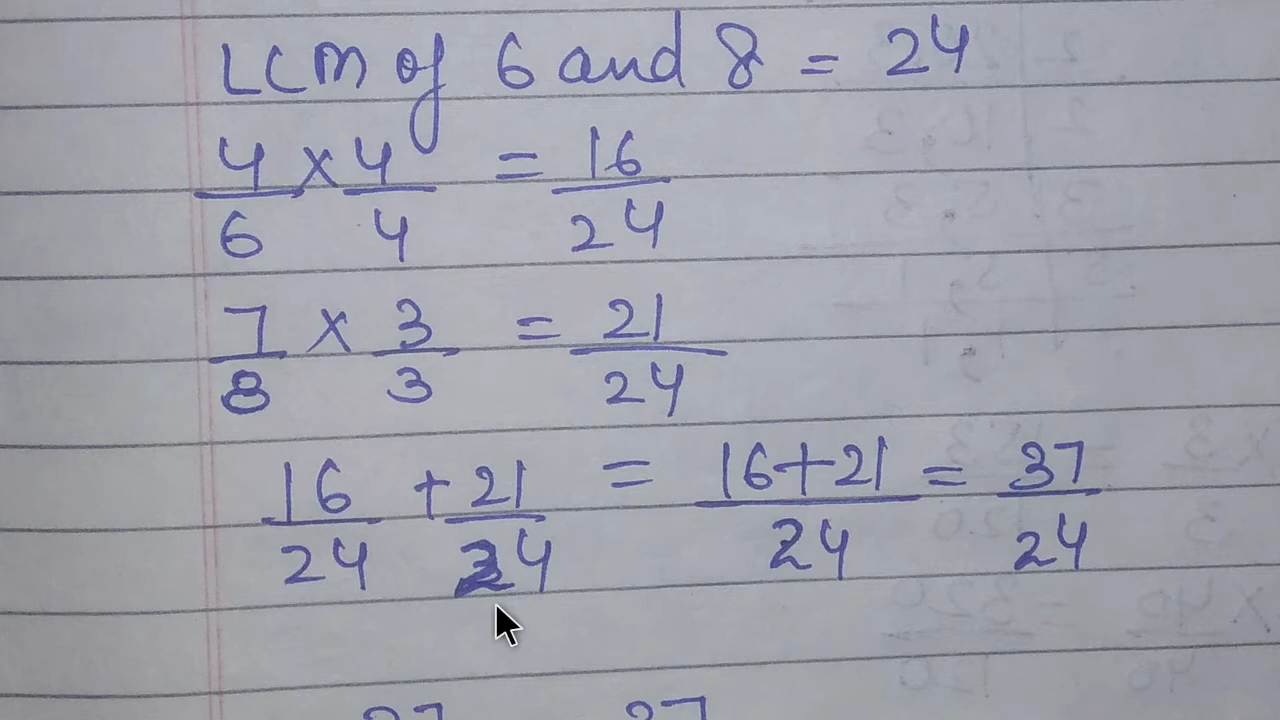 LCM of 6 and 8 = 24
4/6 × 4/4 = 16/24
7/8 × 3/3 = 21/24
16/24 + 21/24 = 16+21/24 = 37/24